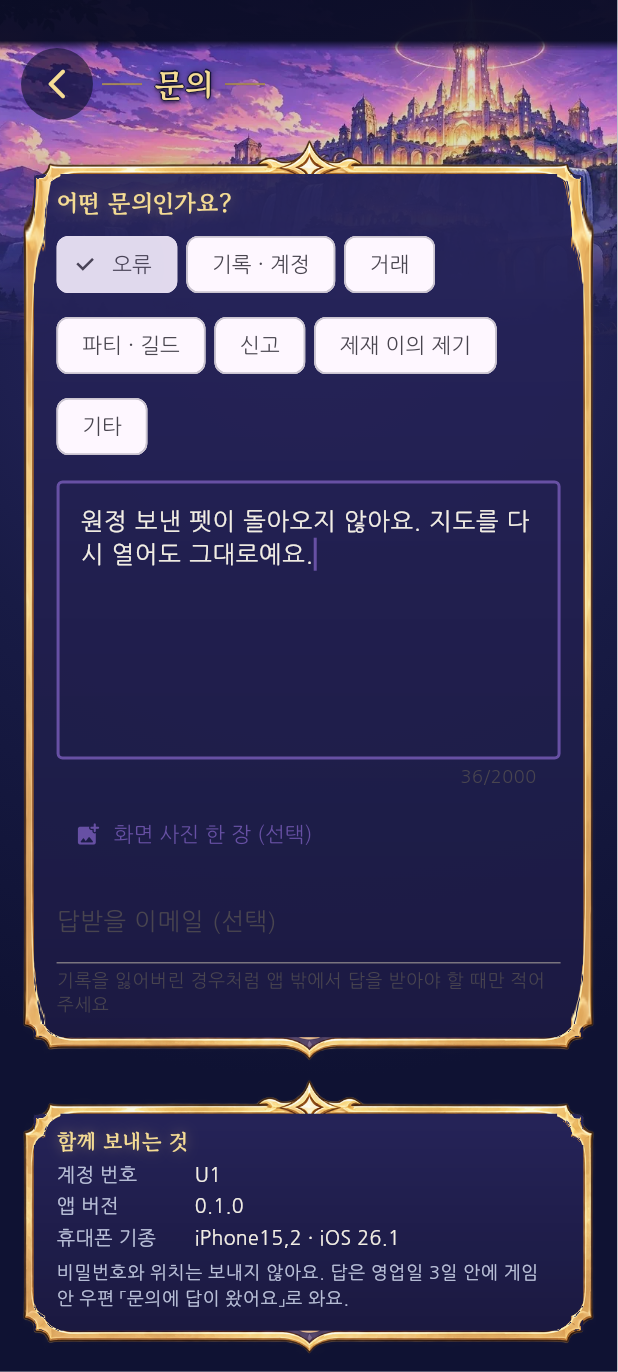 문의
어떤 문의인가요?
오류
기록 · 계정
거래
파티 · 길드
신고
제재 이의 제기
기타
원정 보낸 펫이 돌아오지 않아요. 지도를 다
시 열어도 그대로예요.
36/2000
화면 사진 한 장 (선택)
답받을 이메일 (선택)
기록을 잃어버린 경우처럼 앱 밖에서 답을 받아야 할 때만 적어
주세요
함께 보내는 것
계정 번호 U1
앱 버전 0.1.0
휴대폰 기종 iPhone15,2 · iOS 26.1
비밀번호와 위치는 보내지 않아요. 답은 영업일 3일 안에 게임
안 우편 「문의에 답이 왔어요」로 와요.